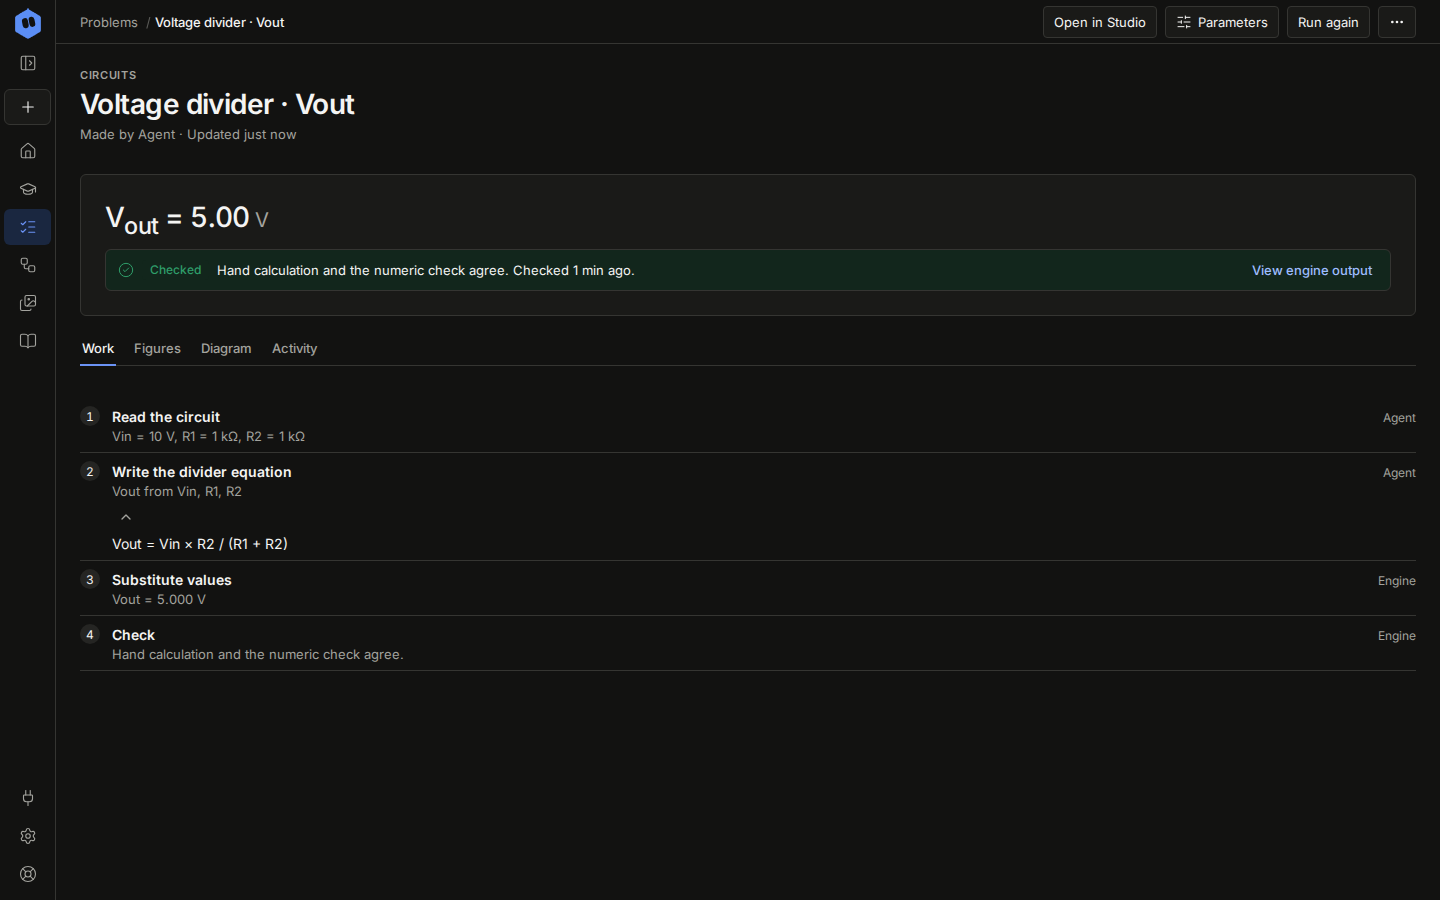 Problems / Voltage divider · Vout
Open in Studio
Parameters
Run again
CIRCUITS
Voltage divider · Vout
Made by Agent · Updated just now
Vout = 5.00 V
Checked Hand calculation and the numeric check agree. Checked 1 min ago. View engine output
Work Figures Diagram Activity
1 Read the circuit Agent
Vin = 10 V, R1 = 1 kΩ, R2 = 1 kΩ
2 Write the divider equation Agent
Vout from Vin, R1, R2
Vout = Vin × R2 / (R1 + R2)
3 Substitute values Engine
Vout = 5.000 V
4 Check Engine
Hand calculation and the numeric check agree.